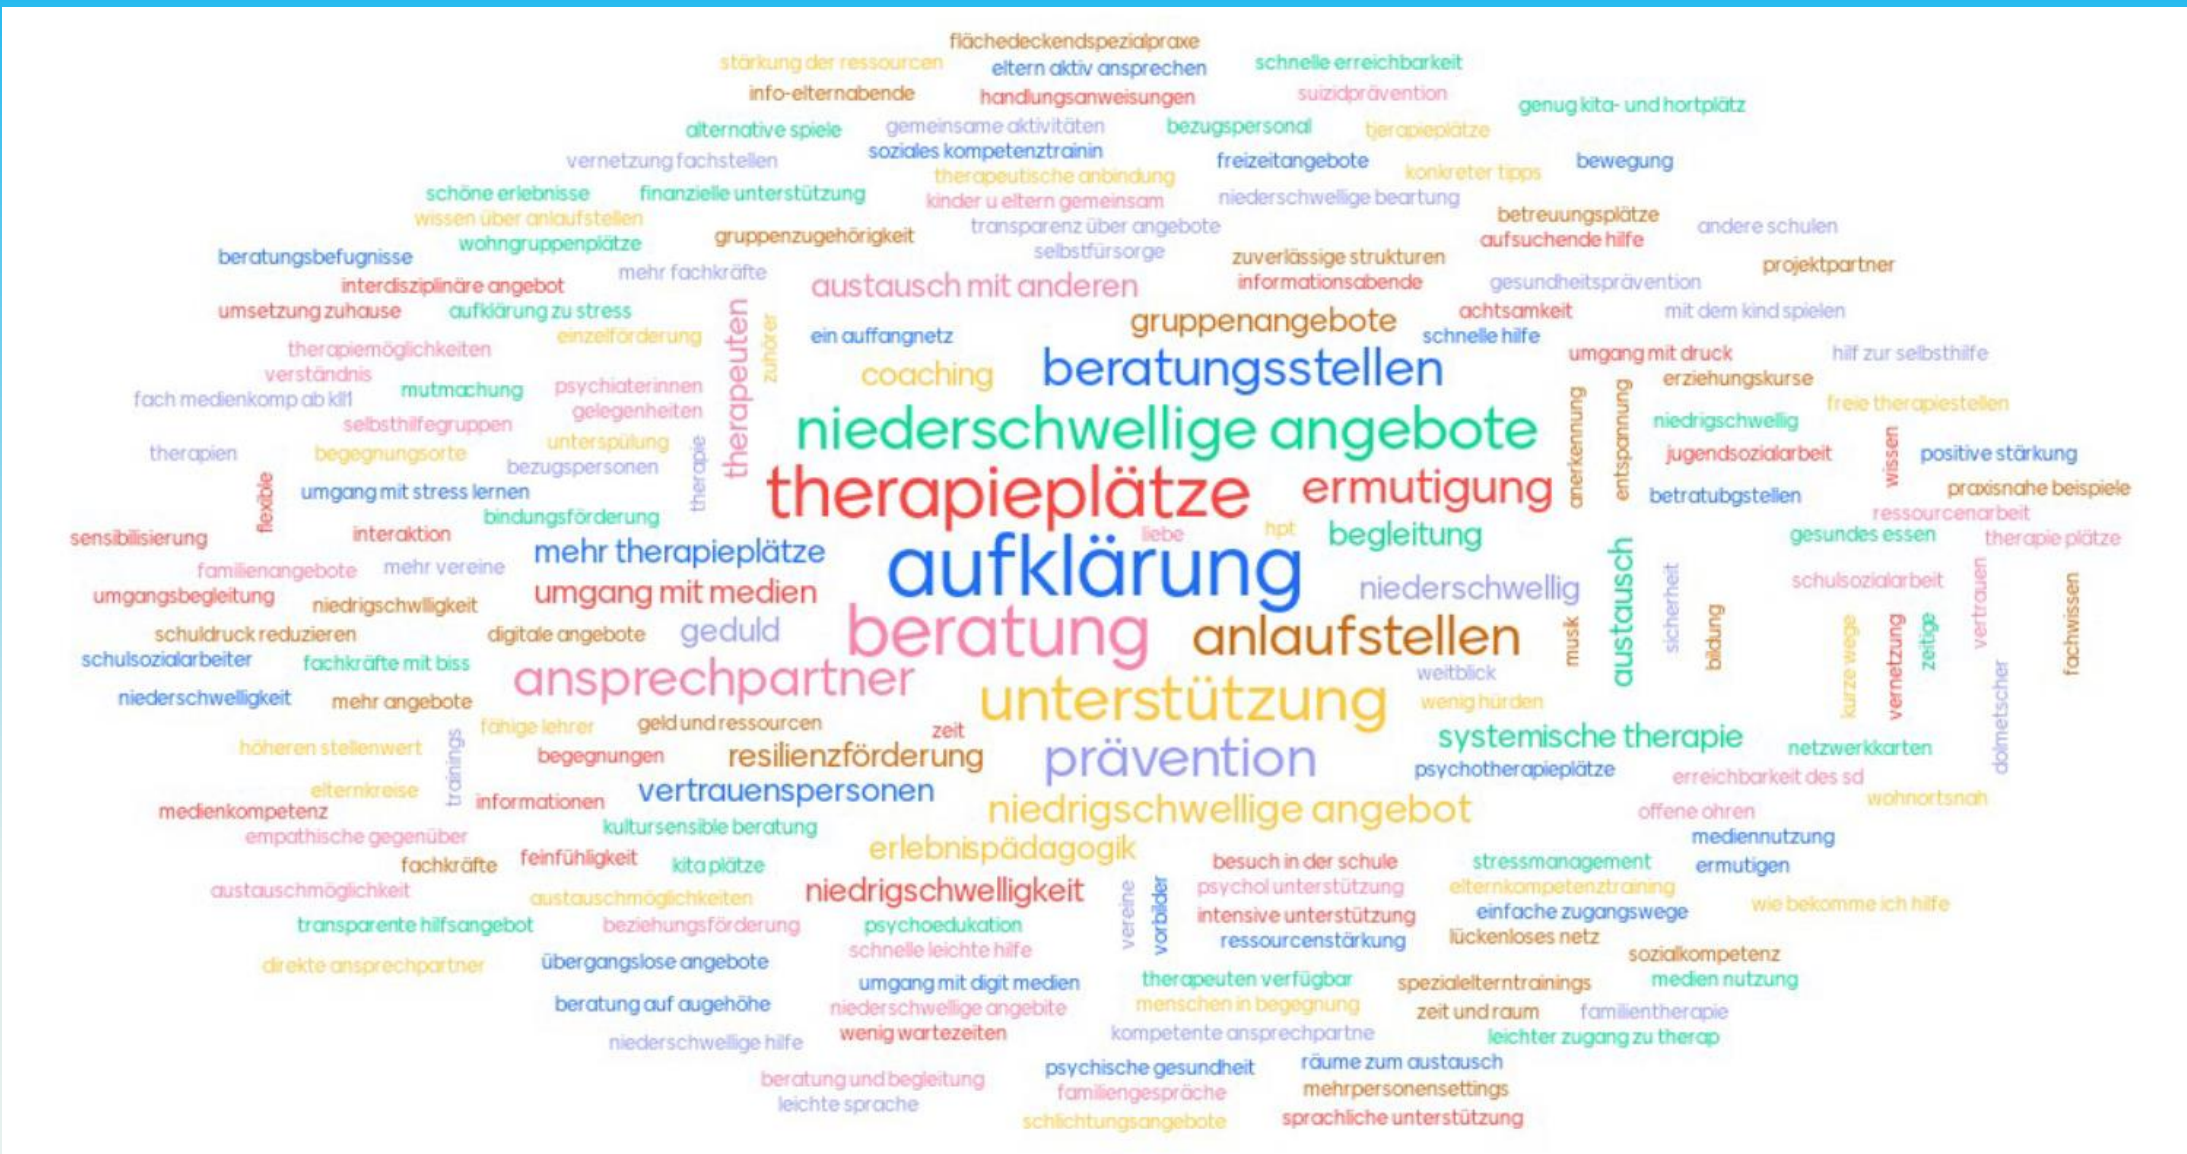 flächedeckendspezialpraxe
stärkung der ressourcen
eltern aktiv ansprechen
schnelle erreichbarkeit
info-elternabende
handlungsanweisungen
suizidprävention
genug kita- und hortplätz
alternative spiele
gemeinsame aktivitäten
bezugspersonal
tjerapieplätze
vernetzung fachstellen
soziales kompetenztrainin
freizeitangebote
bewegung
therapeutische anbindung
konkreter tipps
schöne erlebnisse
finanzielle unterstützung
kinder u eltern gemeinsam
niederschwellige beartung
wissen über anlaufstellen
betreuungsplätze
transparenz über angebote
andere schulen
wohngruppenplätze
gruppenzugehörigkeit
aufsuchende hilfe
beratungsbefugnisse
selbstfürsorge
zuverlässige strukturen
projektpartner
mehr fachkräfte
interdisziplinäre angebot
austausch mit anderen
informationsabende
gesundheitsprävention
umsetzung zuhause
aufklärung zu stress
achtsamkeit
mit dem kind spielen
therapeuten
zuhörer
gruppenangebote
einzelförderung
ein auffangnetz
schnelle hilfe
therapiemöglichkeiten
umgang mit druck
hilf zur selbsthilfe
verständnis
coaching
beratungsstellen
erziehungskurse
fach medienkomp ab kll1
mutmachung
psychiaterinnen
anerkennung
entspannung
freie therapiestellen
gelegenheiten
selbsthilfegruppen
niederschwellige angebote
niedrigschwellig
unterspülung
therapien
begegnungsorte
jugendsozialarbeit
wissen
positive stärkung
bezugspersonen
therapie
umgang mit stress lernen
flexible
therapieplätze
ermutigung
betratubgstellen
praxisnahe beispiele
bindungsförderung
ressourcenarbeit
sensibilisierung
interaktion
liebe
hpt
begleitung
gesundes essen
therapie plätze
mehr therapieplätze
aufklärung
familienangebote
mehr vereine
austausch
sicherheit
schulsozialarbeit
vertrauen
fachwissen
umgangsbegleitung
niedrigschwlligkeit
umgang mit medien
niederschwellig
schuldruck reduzieren
digitale angebote
geduld
beratung
anlaufstellen
musk
bildung
kurze wege
vernetzung
zeitige
schulsozialarbeiter
fachkräfte mit biss
ansprechpartner
weitblick
dolmetscher
niederschwelligkeit
mehr angebote
unterstützung
wenig hürden
fähige lehrer
geld und ressourcen
zeit
systemische therapie
höheren stellenwert
trainings
begegnungen
resilienzförderung
prävention
netzwerkkarten
psychotherapieplätze
erreichbarkeit des sd
elternkreise
vertrauenspersonen
wohnortsnah
medienkompetenz
informationen
niedrigschwellige angebot
offene ohren
empathische gegenüber
kultursensible beratung
mediennutzung
erlebnispädagogik
fachkräfte
feinfühligkeit
kita plätze
besuch in der schule
stressmanagement
ermutigen
austauschmöglichkeit
austauschmöglichkeiten
niedrigschwelligkeit
vereine
vorbilder
psychol unterstützung
elternkompetenztraining
wie bekomme ich hilfe
transparente hilfsangebot
beziehungsförderung
psychoedukation
intensive unterstützung
einfache zugangswege
schnelle leichte hilfe
ressourcenstärkung
lückenloses netz
direkte ansprechpartner
übergangslose angebote
sozialkompetenz
umgang mit digit medien
therapeuten verfügbar
spezialelterntrainings
medien nutzung
beratung auf augehöhe
niederschwellige angebite
menschen in begegnung
zeit und raum
familientherapie
niederschwellige hilfe
wenig wartezeiten
kompetente ansprechpartne
leichter zugang zu therap
psychische gesundheit
räume zum austausch
beratung und begleitung
familiengespräche
mehrpersonensettings
leichte sprache
schlichtungsangebote
sprachliche unterstützung